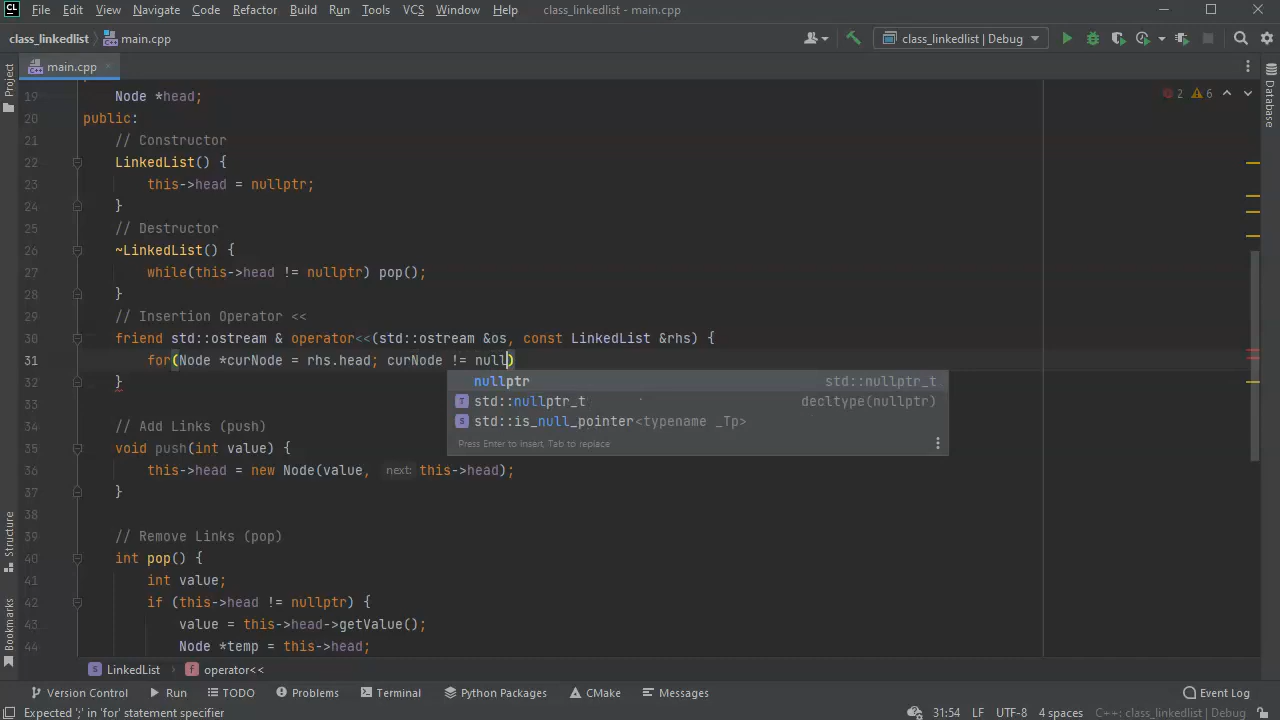 File Edit View Navigate Code Refactor Build Run Tools VCS Window Help class_linkedlist - main.cpp
class_linkedlist main.cpp class_linkedlist | Debug
main.cpp
Project
Database
2 6
19 Node *head;
20 public:
21 // Constructor
22 LinkedList() {
23 this->head = nullptr;
24 }
25 // Destructor
26 ~LinkedList() {
27 while(this->head != nullptr) pop();
28 }
29 // Insertion Operator <<
30 friend std::ostream & operator<<(std::ostream &os, const LinkedList &rhs) {
31 for(Node *curNode = rhs.head; curNode != null)
32 }
nullptr std::nullptr_t
std::nullptr_t decltype(nullptr)
std::is_null_pointer<typename _Tp>
Press Enter to insert, Tab to replace
33
34 // Add Links (push)
35 void push(int value) {
36 this->head = new Node(value, next: this->head);
37 }
38
39 // Remove Links (pop)
40 int pop() {
41 int value;
42 if (this->head != nullptr) {
43 value = this->head->getValue();
44 Node *temp = this->head;
Structure
Bookmarks
LinkedList operator<<
Version Control Run TODO Problems Terminal Python Packages CMake Messages Event Log
Expected ';' in 'for' statement specifier 31:54 LF UTF-8 4 spaces C++: class_linkedlist | Debug